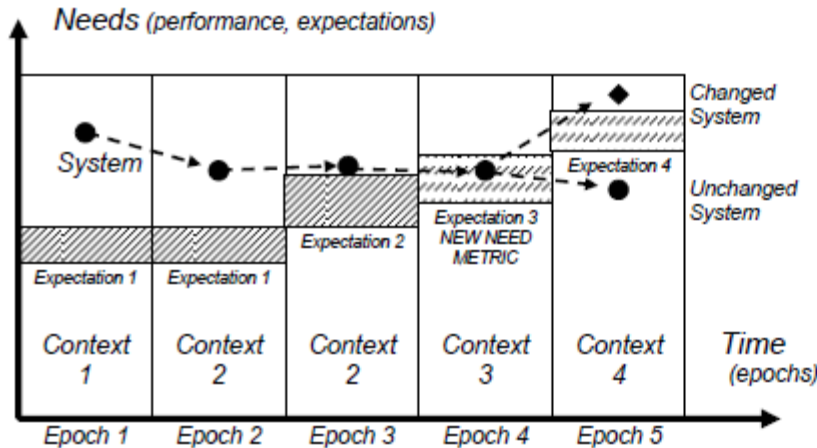 Needs (performance, expectations)
Changed
System
System
Expectation 4
Unchanged
System
Expectation 3
NEW NEED
METRIC
Expectation 2
Expectation 1
Expectation 1
Context
1
Context
2
Context
2
Context
3
Context
4
Time
(epochs)
Epoch 1
Epoch 2
Epoch 3
Epoch 4
Epoch 5